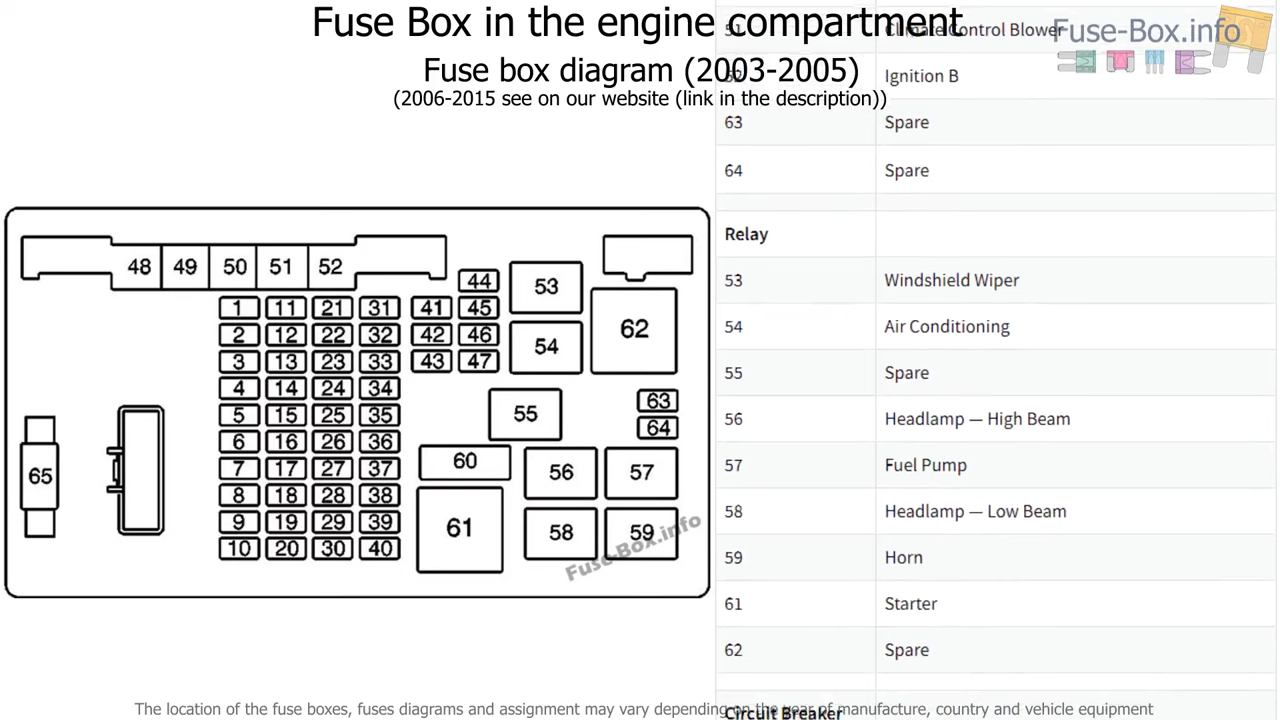 Fuse Box in the engine compartment
Fuse box diagram (2003-2005)
(2006-2015 see on our website (link in the description))
Fuse-Box.info
51 Climate Control Blower
52 Ignition B
63 Spare
64 Spare
Relay
53 Windshield Wiper
54 Air Conditioning
55 Spare
56 Headlamp — High Beam
57 Fuel Pump
58 Headlamp — Low Beam
59 Horn
61 Starter
62 Spare
Circuit Breaker
48 49 50 51 52
44 53
1 11 21 31 41 45
62
2 12 22 32 42 46
54
3 13 23 33 43 47
4 14 24 34
63
5 15 25 35 55
64
6 16 26 36
60
7 17 27 37 56 57
65
8 18 28 38
9 19 29 39 61 58 59
10 20 30 40
Fuse-Box.info
The location of the fuse boxes, fuses diagrams and assignment may vary depending on the year of manufacture, country and vehicle equipment